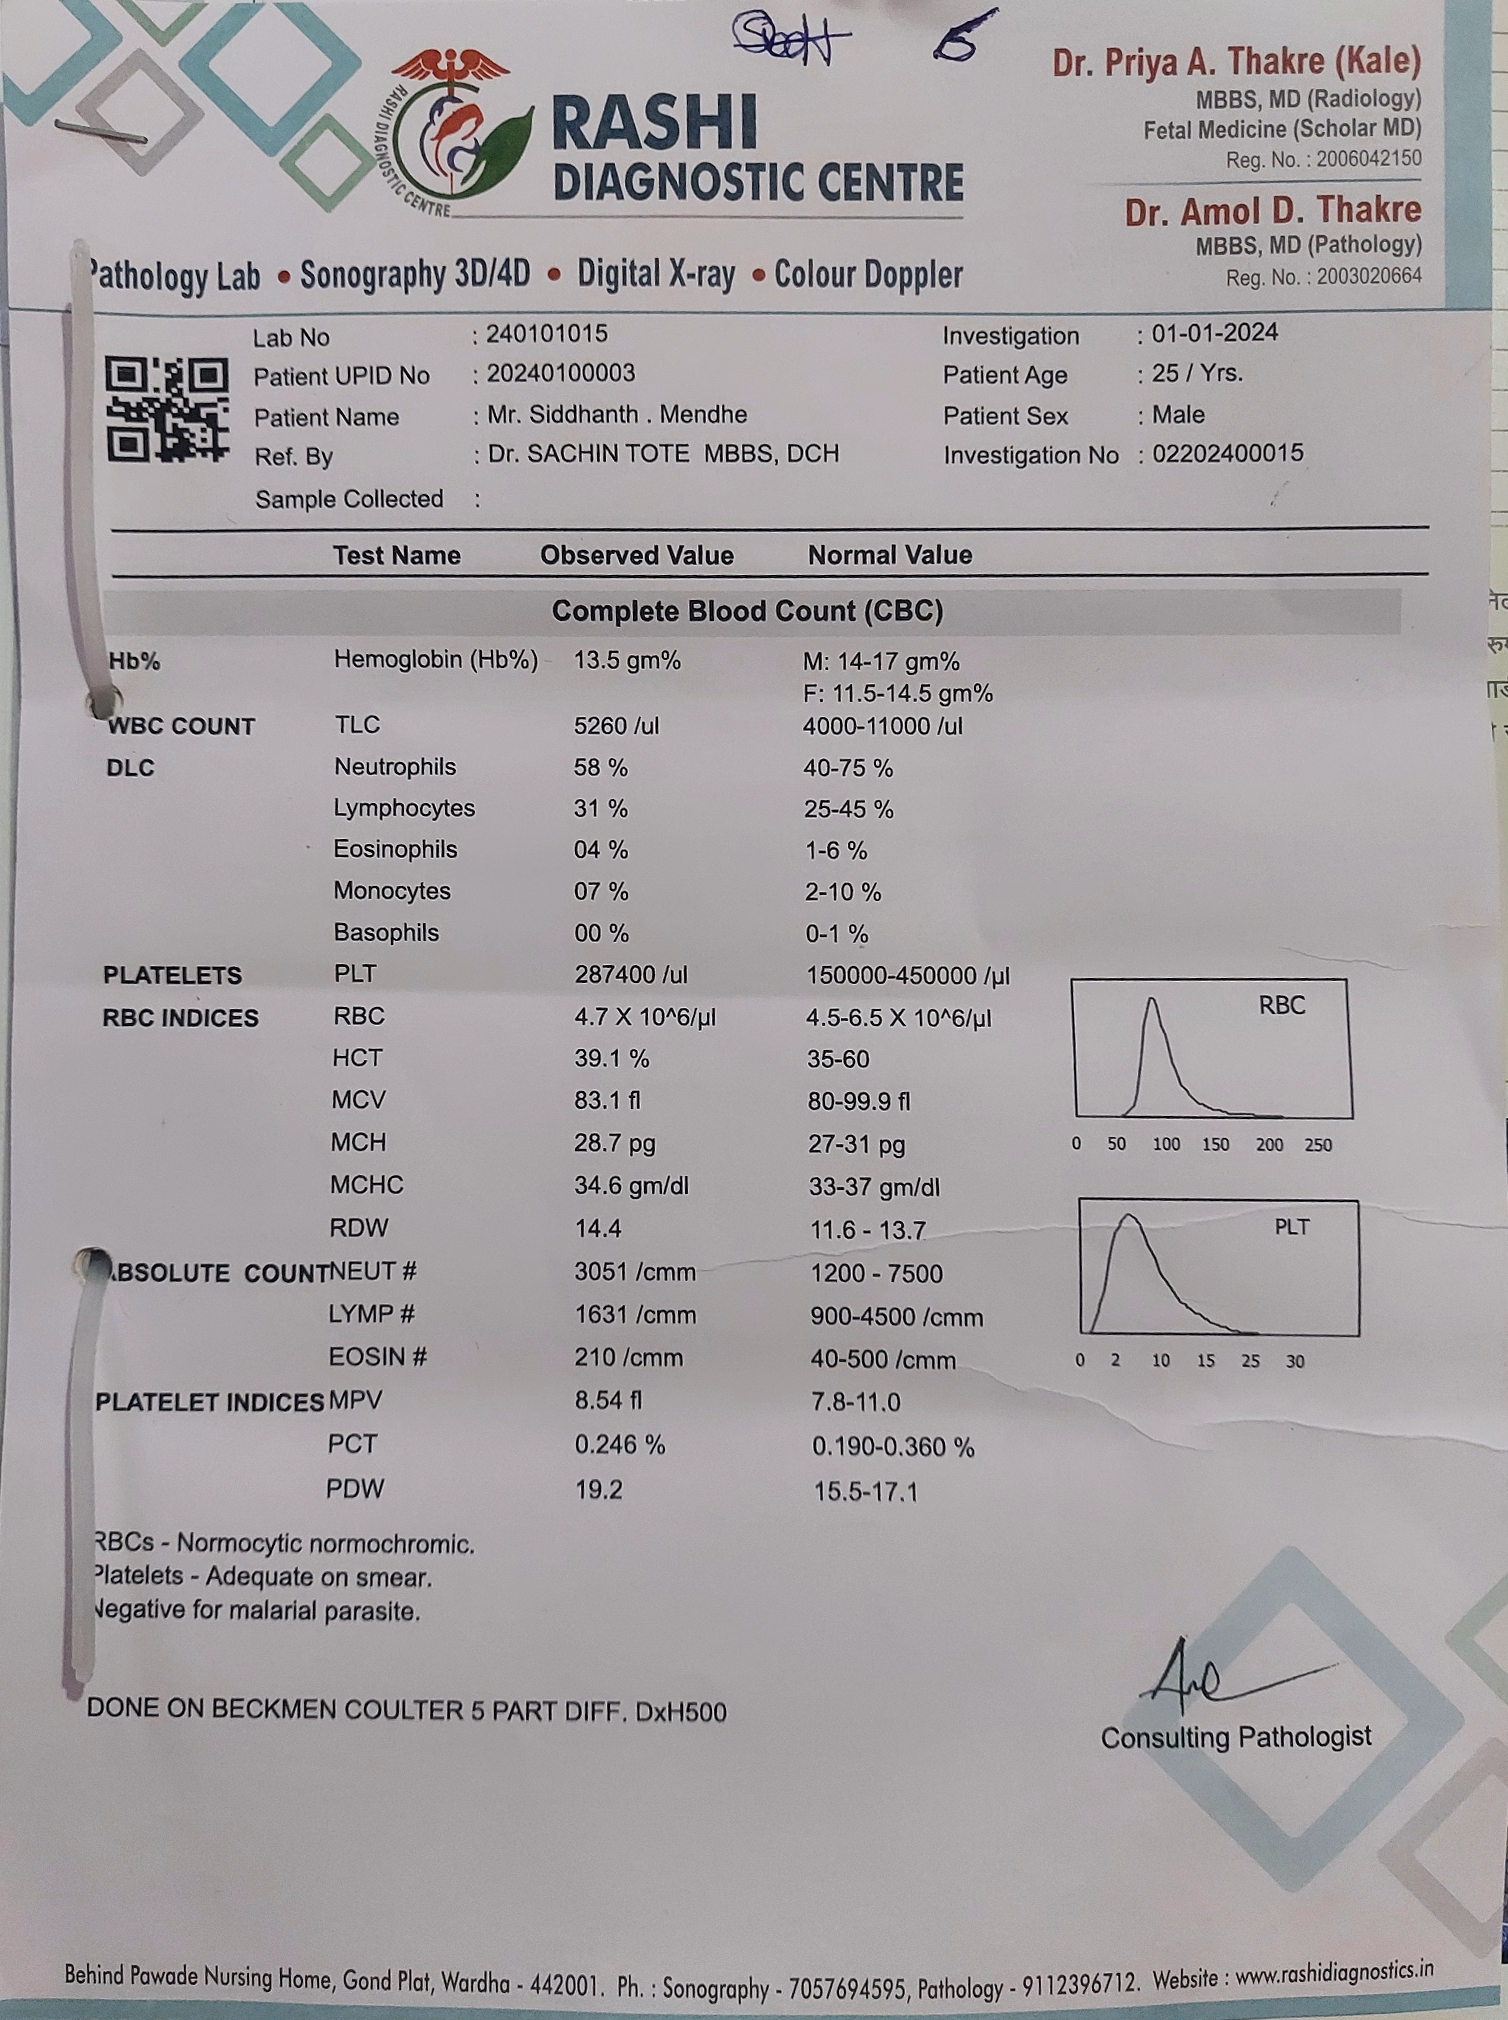 RASHI DIAGNOSTIC CENTRE
RASHI
DIAGNOSTIC CENTRE
Dr. Priya A. Thakre (Kale)
MBBS, MD (Radiology)
Fetal Medicine (Scholar MD)
Reg. No. : 2006042150
Dr. Amol D. Thakre
MBBS, MD (Pathology)
Reg. No. : 2003020664
Pathology Lab • Sonography 3D/4D • Digital X-ray • Colour Doppler
Lab No : 240101015 Investigation : 01-01-2024
Patient UPID No : 20240100003 Patient Age : 25 / Yrs.
Patient Name : Mr. Siddhanth . Mendhe Patient Sex : Male
Ref. By : Dr. SACHIN TOTE MBBS, DCH Investigation No : 02202400015
Sample Collected :
Test Name Observed Value Normal Value
Complete Blood Count (CBC)
Hb% Hemoglobin (Hb%) 13.5 gm% M: 14-17 gm%
F: 11.5-14.5 gm%
WBC COUNT TLC 5260 /ul 4000-11000 /ul
DLC Neutrophils 58 % 40-75 %
Lymphocytes 31 % 25-45 %
Eosinophils 04 % 1-6 %
Monocytes 07 % 2-10 %
Basophils 00 % 0-1 %
PLATELETS PLT 287400 /ul 150000-450000 /µl
RBC INDICES RBC 4.7 X 10^6/µl 4.5-6.5 X 10^6/µl
HCT 39.1 % 35-60
MCV 83.1 fl 80-99.9 fl
MCH 28.7 pg 27-31 pg
MCHC 34.6 gm/dl 33-37 gm/dl
RDW 14.4 11.6 - 13.7
ABSOLUTE COUNT NEUT # 3051 /cmm 1200 - 7500
LYMP # 1631 /cmm 900-4500 /cmm
EOSIN # 210 /cmm 40-500 /cmm
PLATELET INDICES MPV 8.54 fl 7.8-11.0
PCT 0.246 % 0.190-0.360 %
PDW 19.2 15.5-17.1
RBC
0 50 100 150 200 250
PLT
0 2 10 15 25 30
RBCs - Normocytic normochromic.
Platelets - Adequate on smear.
Negative for malarial parasite.
DONE ON BECKMEN COULTER 5 PART DIFF. DxH500
Consulting Pathologist
Behind Pawade Nursing Home, Gond Plat, Wardha - 442001. Ph. : Sonography - 7057694595, Pathology - 9112396712. Website : www.rashidiagnostics.in